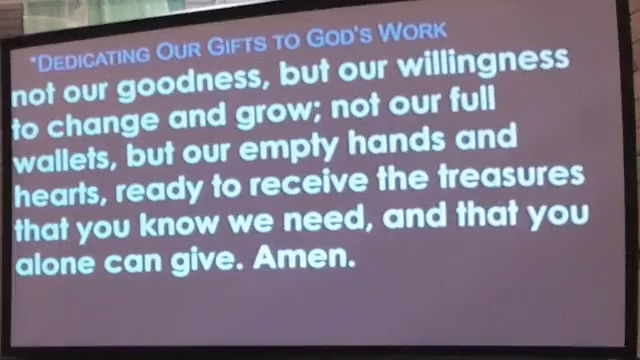 *DEDICATING OUR GIFTS TO GOD'S WORK
not our goodness, but our willingness
to change and grow; not our full
wallets, but our empty hands and
hearts, ready to receive the treasures
that you know we need, and that you
alone can give. Amen.